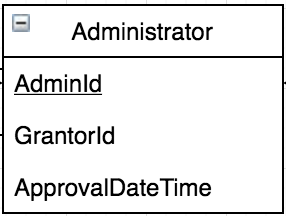 Administrator
AdminId
GrantorId
ApprovalDateTime